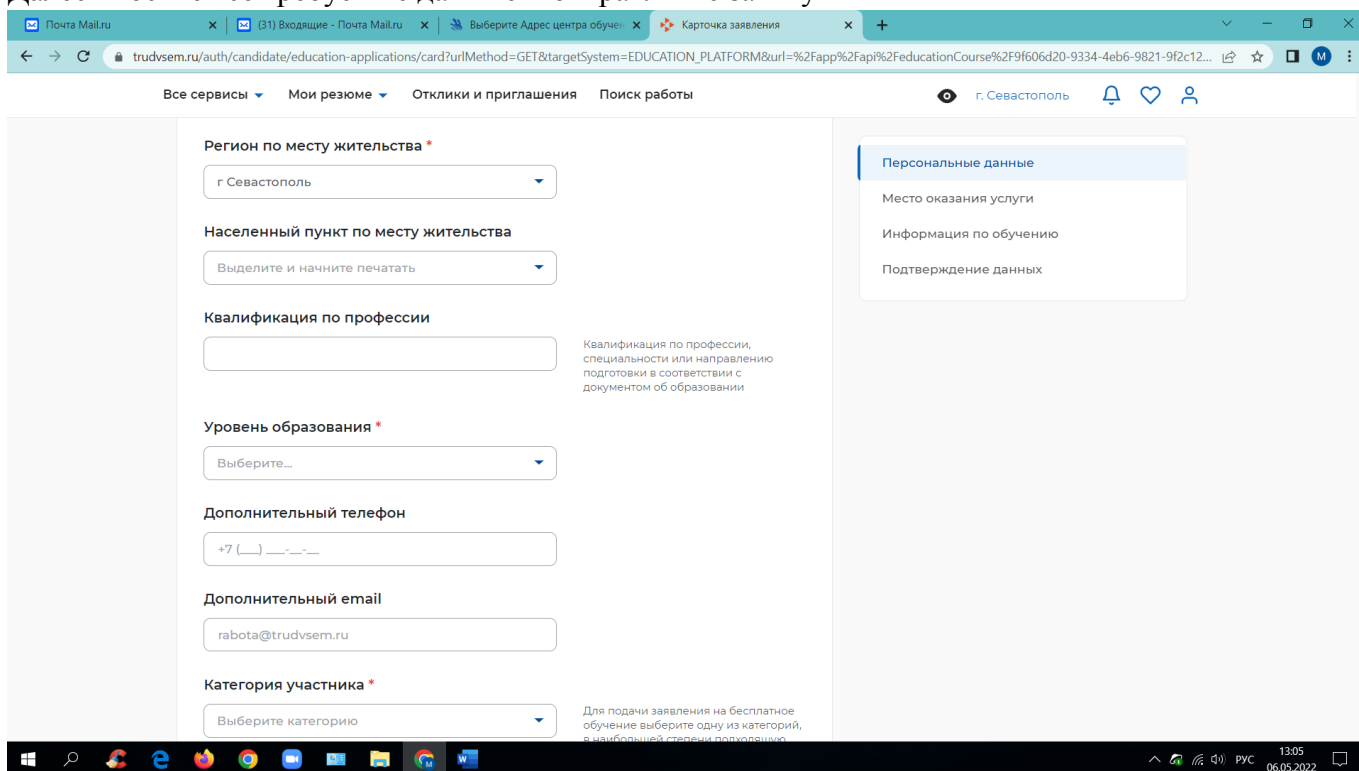 Почта Mail.ru
(31) Входящие - Почта Mail.ru
Выберите Адрес центра обучен
Карточка заявления
trudvsem.ru/auth/candidate/education-applications/card?urlMethod=GET&targetSystem=EDUCATION_PLATFORM&url=%2Fapp%2Fapi%2FeducationCourse%2F9f606d20-9334-4eb6-9821-9f2c12...
M
Все сервисы
Мои резюме
Отклики и приглашения
Поиск работы
г. Севастополь
Регион по месту жительства *
г Севастополь
Населенный пункт по месту жительства
Выделите и начните печатать
Квалификация по профессии
Квалификация по профессии,
специальности или направлению
подготовки в соответствии с
документом об образовании
Уровень образования *
Выберите...
Дополнительный телефон
+7 (___) ___-__-__
Дополнительный email
rabota@trudvsem.ru
Категория участника *
Выберите категорию
Для подачи заявления на бесплатное
обучение выберите одну из категорий,
в наибольшей степени подходящую
Персональные данные
Место оказания услуги
Информация по обучению
Подтверждение данных
РУС
13:05
06.05.2022